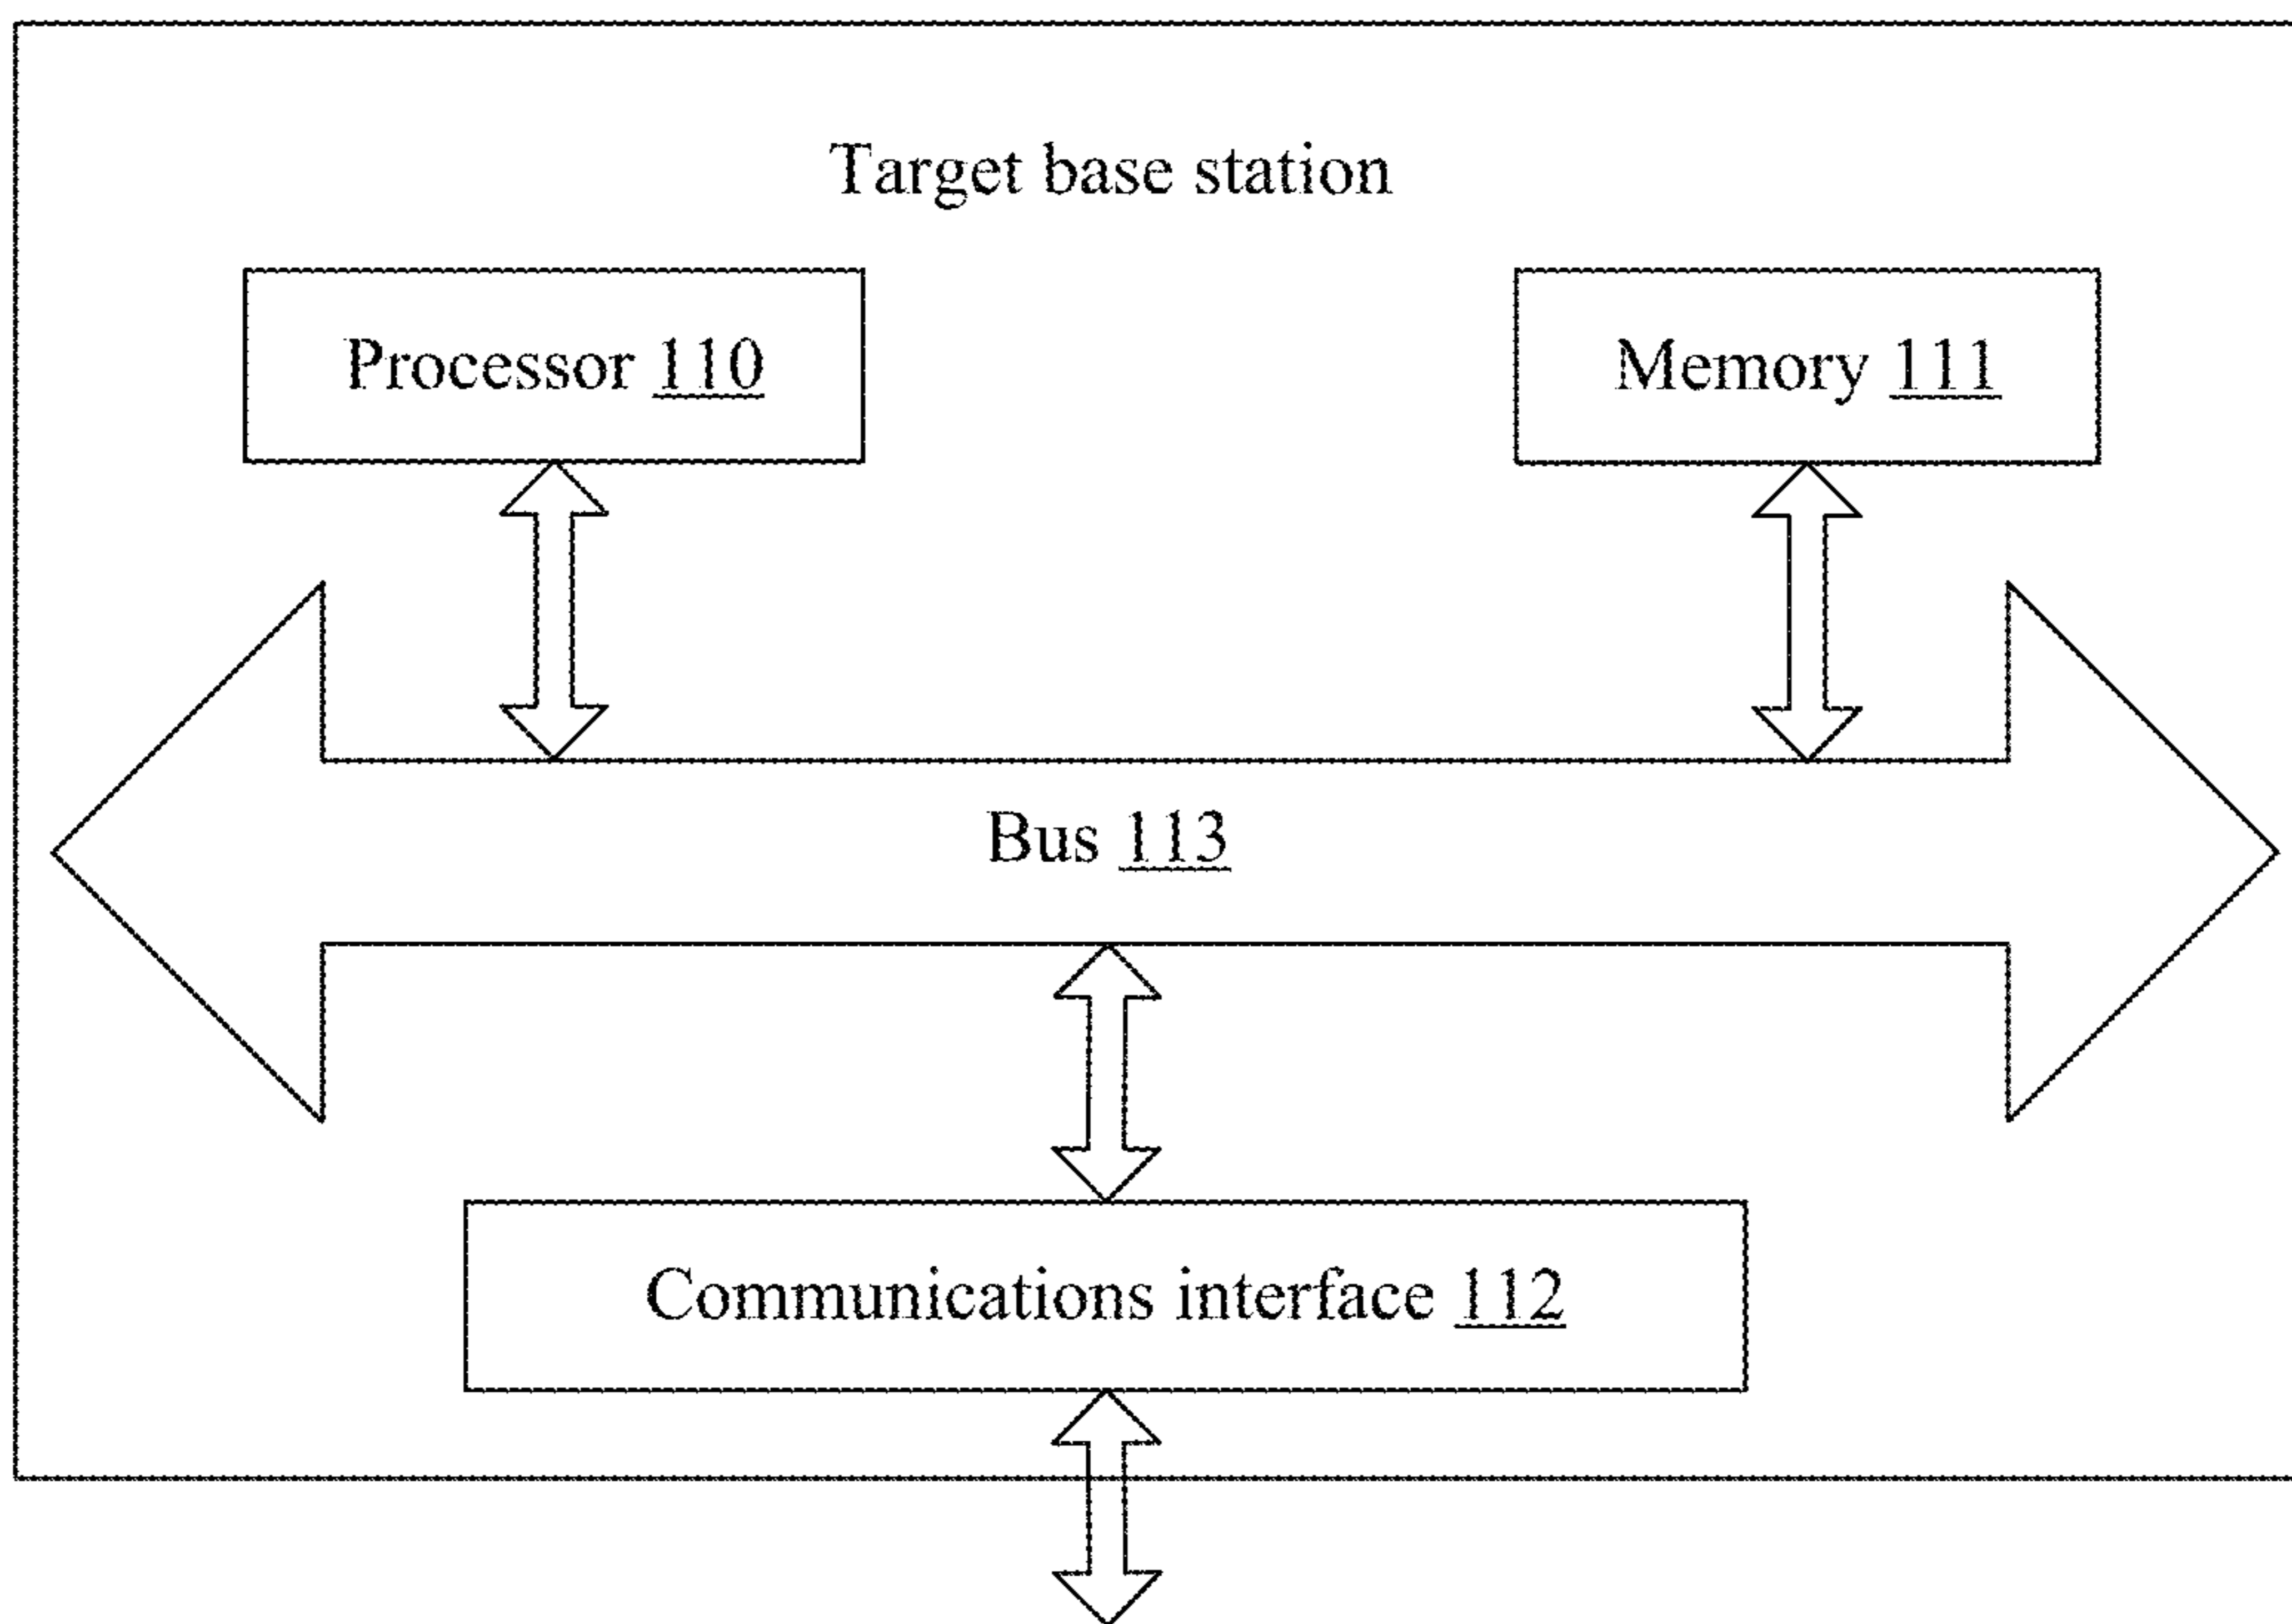 Target base station
Processor 110
Memory 111
Bus 113
Communications interface 112